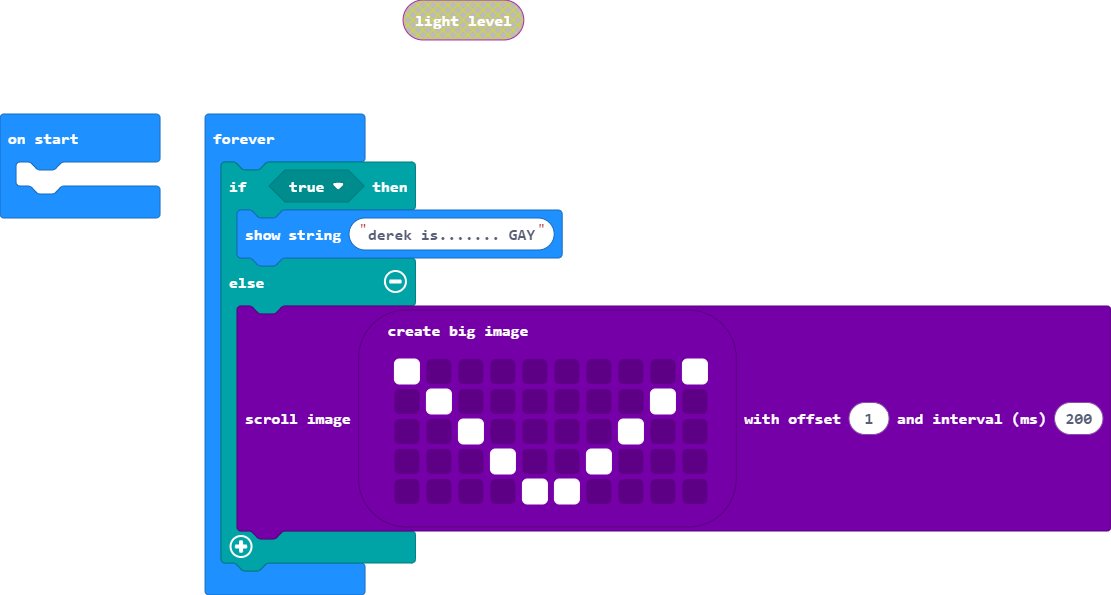 light level
on start
forever
if true then
show string "derek is....... GAY"
else
create big image
scroll image with offset 1 and interval (ms) 200